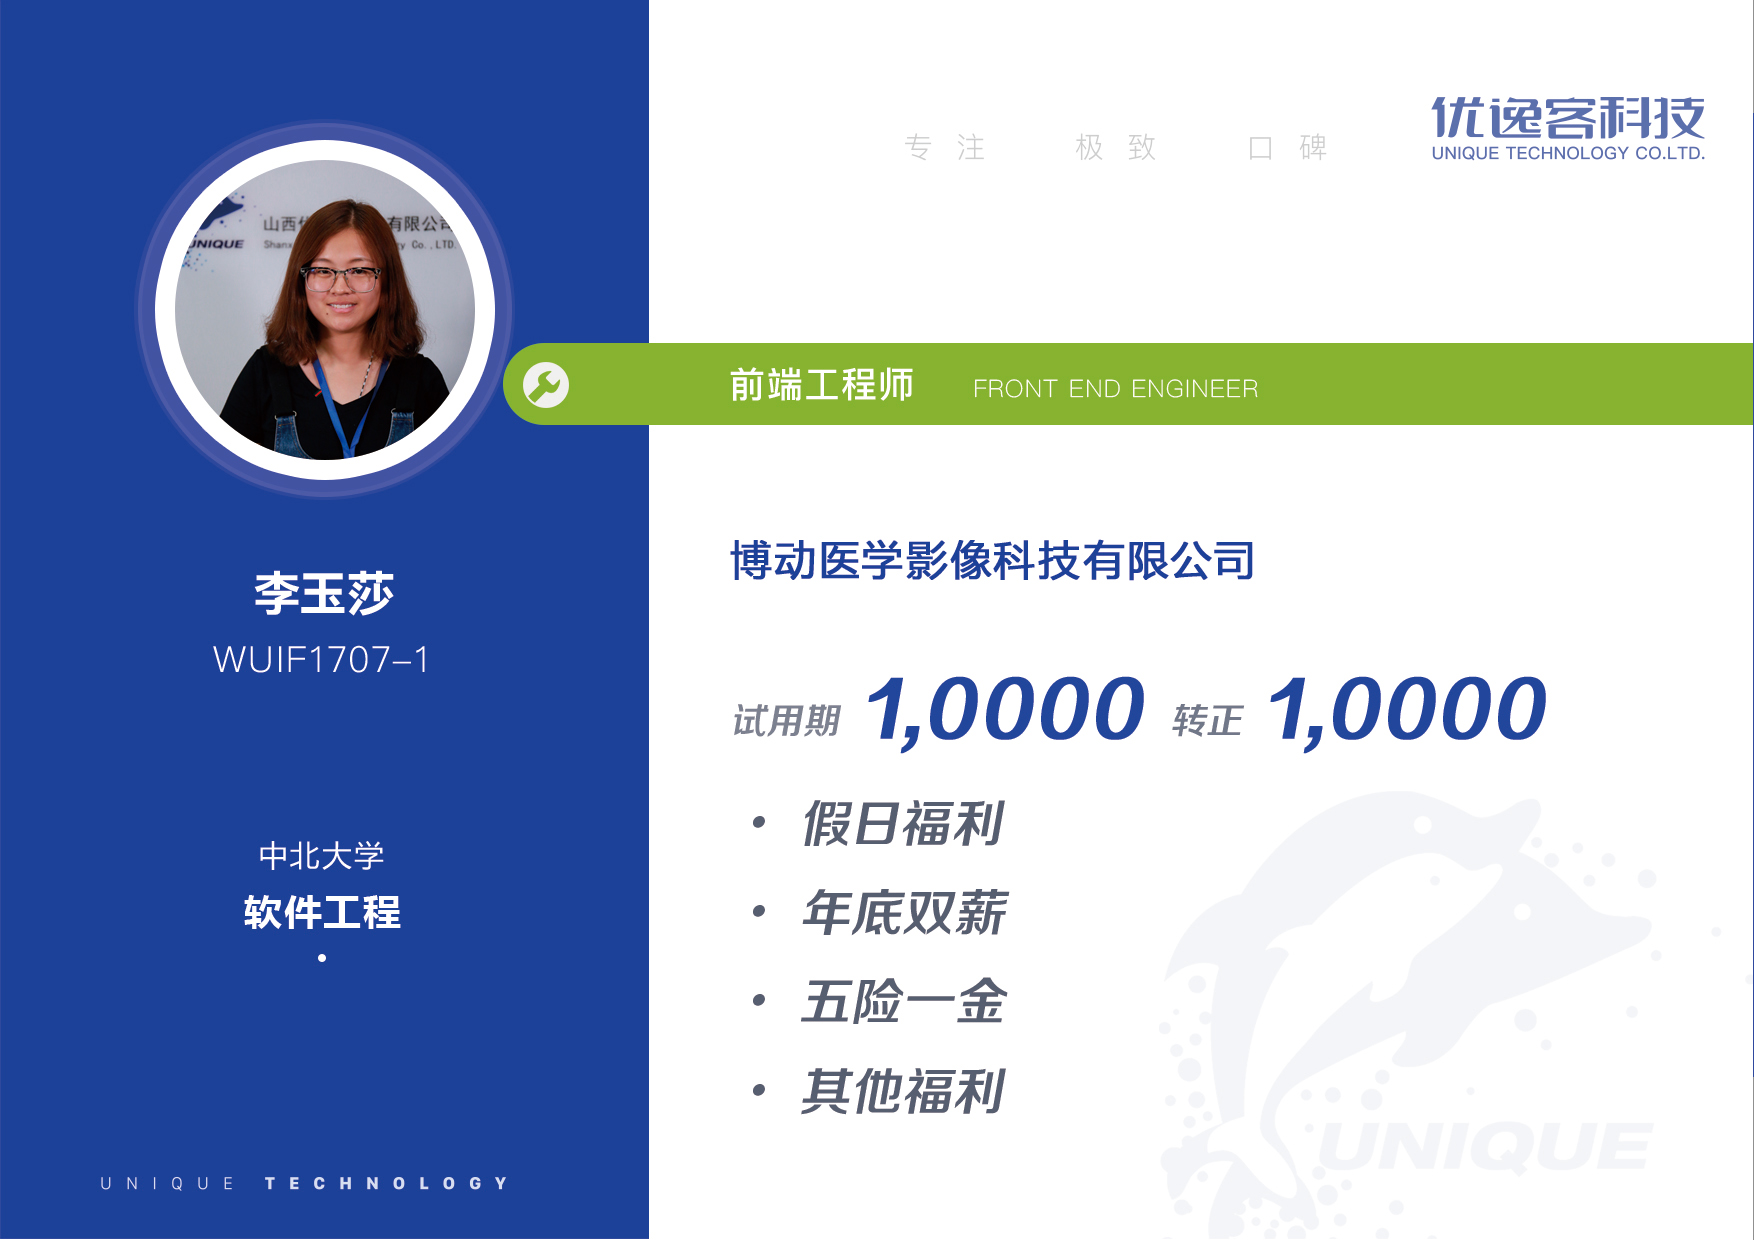 专注 极致 口碑
优逸客科技
UNIQUE TECHNOLOGY CO.LTD.
山西 有限公司
UNIQUE
Co.,LTD.
前端工程师 FRONT END ENGINEER
李玉莎
WUIF1707-1
中北大学
软件工程
UNIQUE TECHNOLOGY
博动医学影像科技有限公司
试用期 1,0000 转正 1,0000
• 假日福利
• 年底双薪
• 五险一金
• 其他福利
UNIQUE